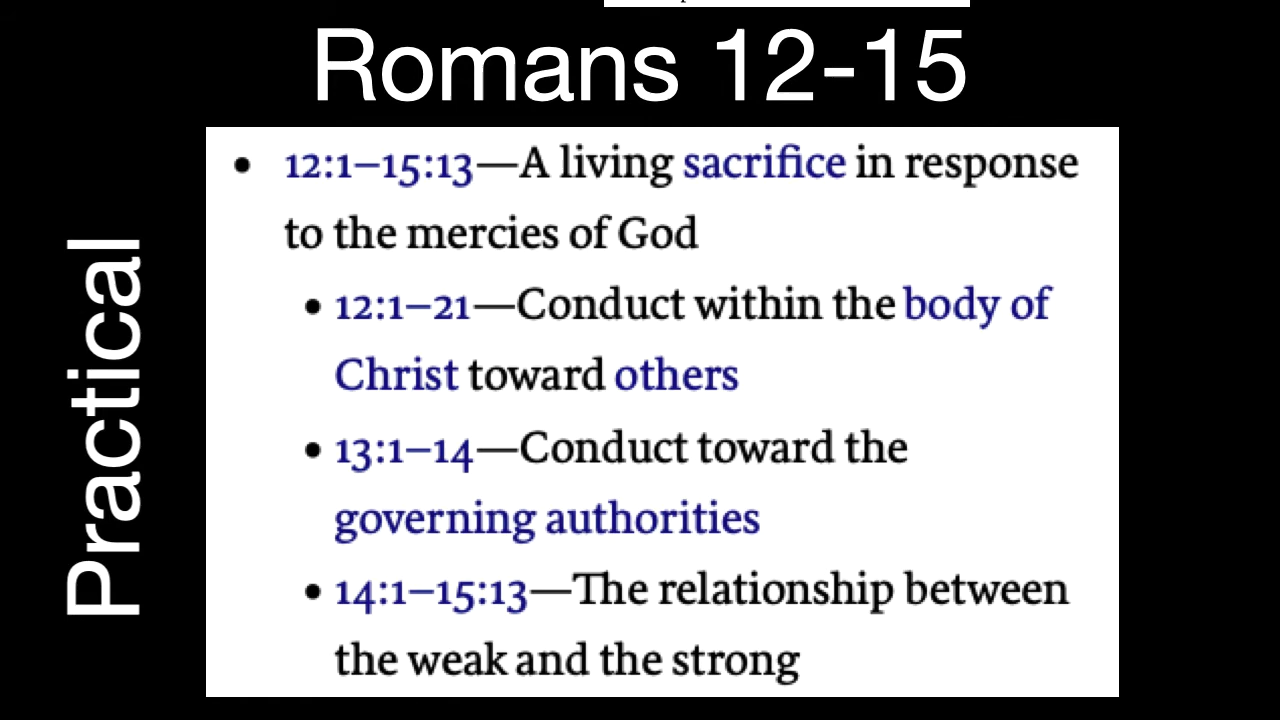 Romans 12-15
Practical
• 12:1–15:13—A living sacrifice in response
to the mercies of God
• 12:1–21—Conduct within the body of
Christ toward others
• 13:1–14—Conduct toward the
governing authorities
• 14:1–15:13—The relationship between
the weak and the strong